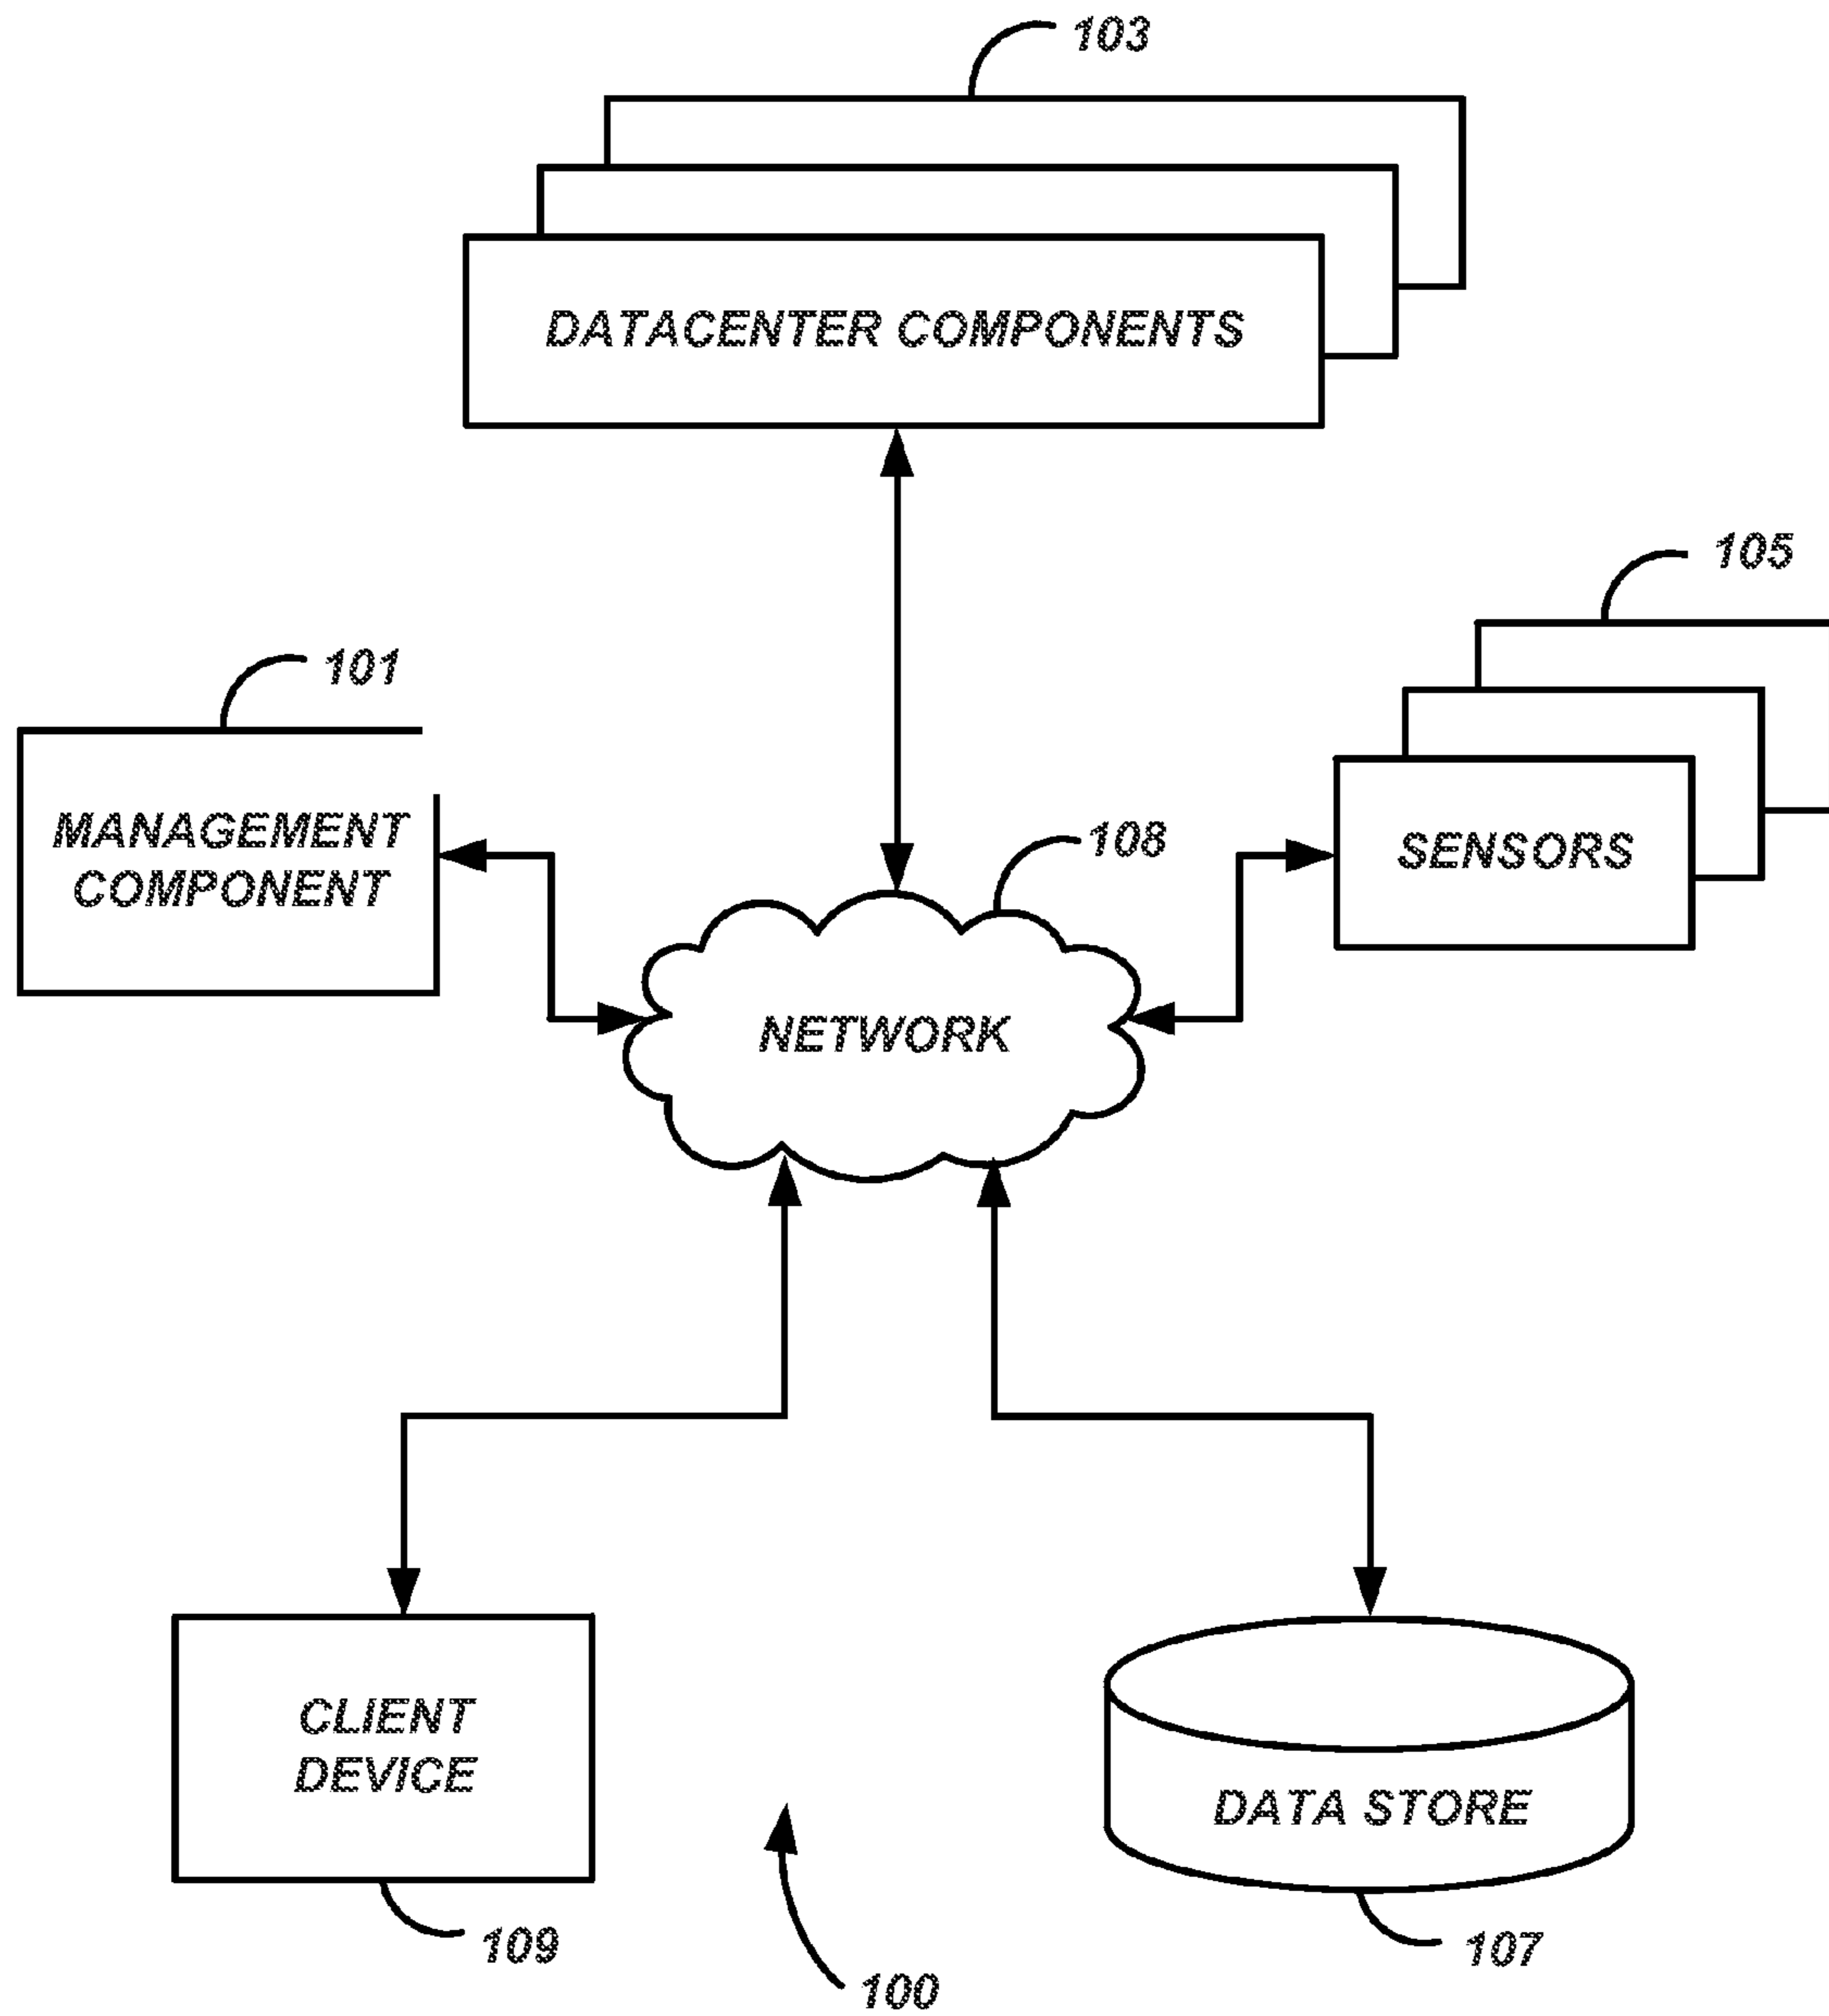 103
DATACENTER COMPONENTS
105
101
MANAGEMENT
COMPONENT
108
SENSORS
NETWORK
CLIENT
DEVICE
DATA STORE
109
107
100